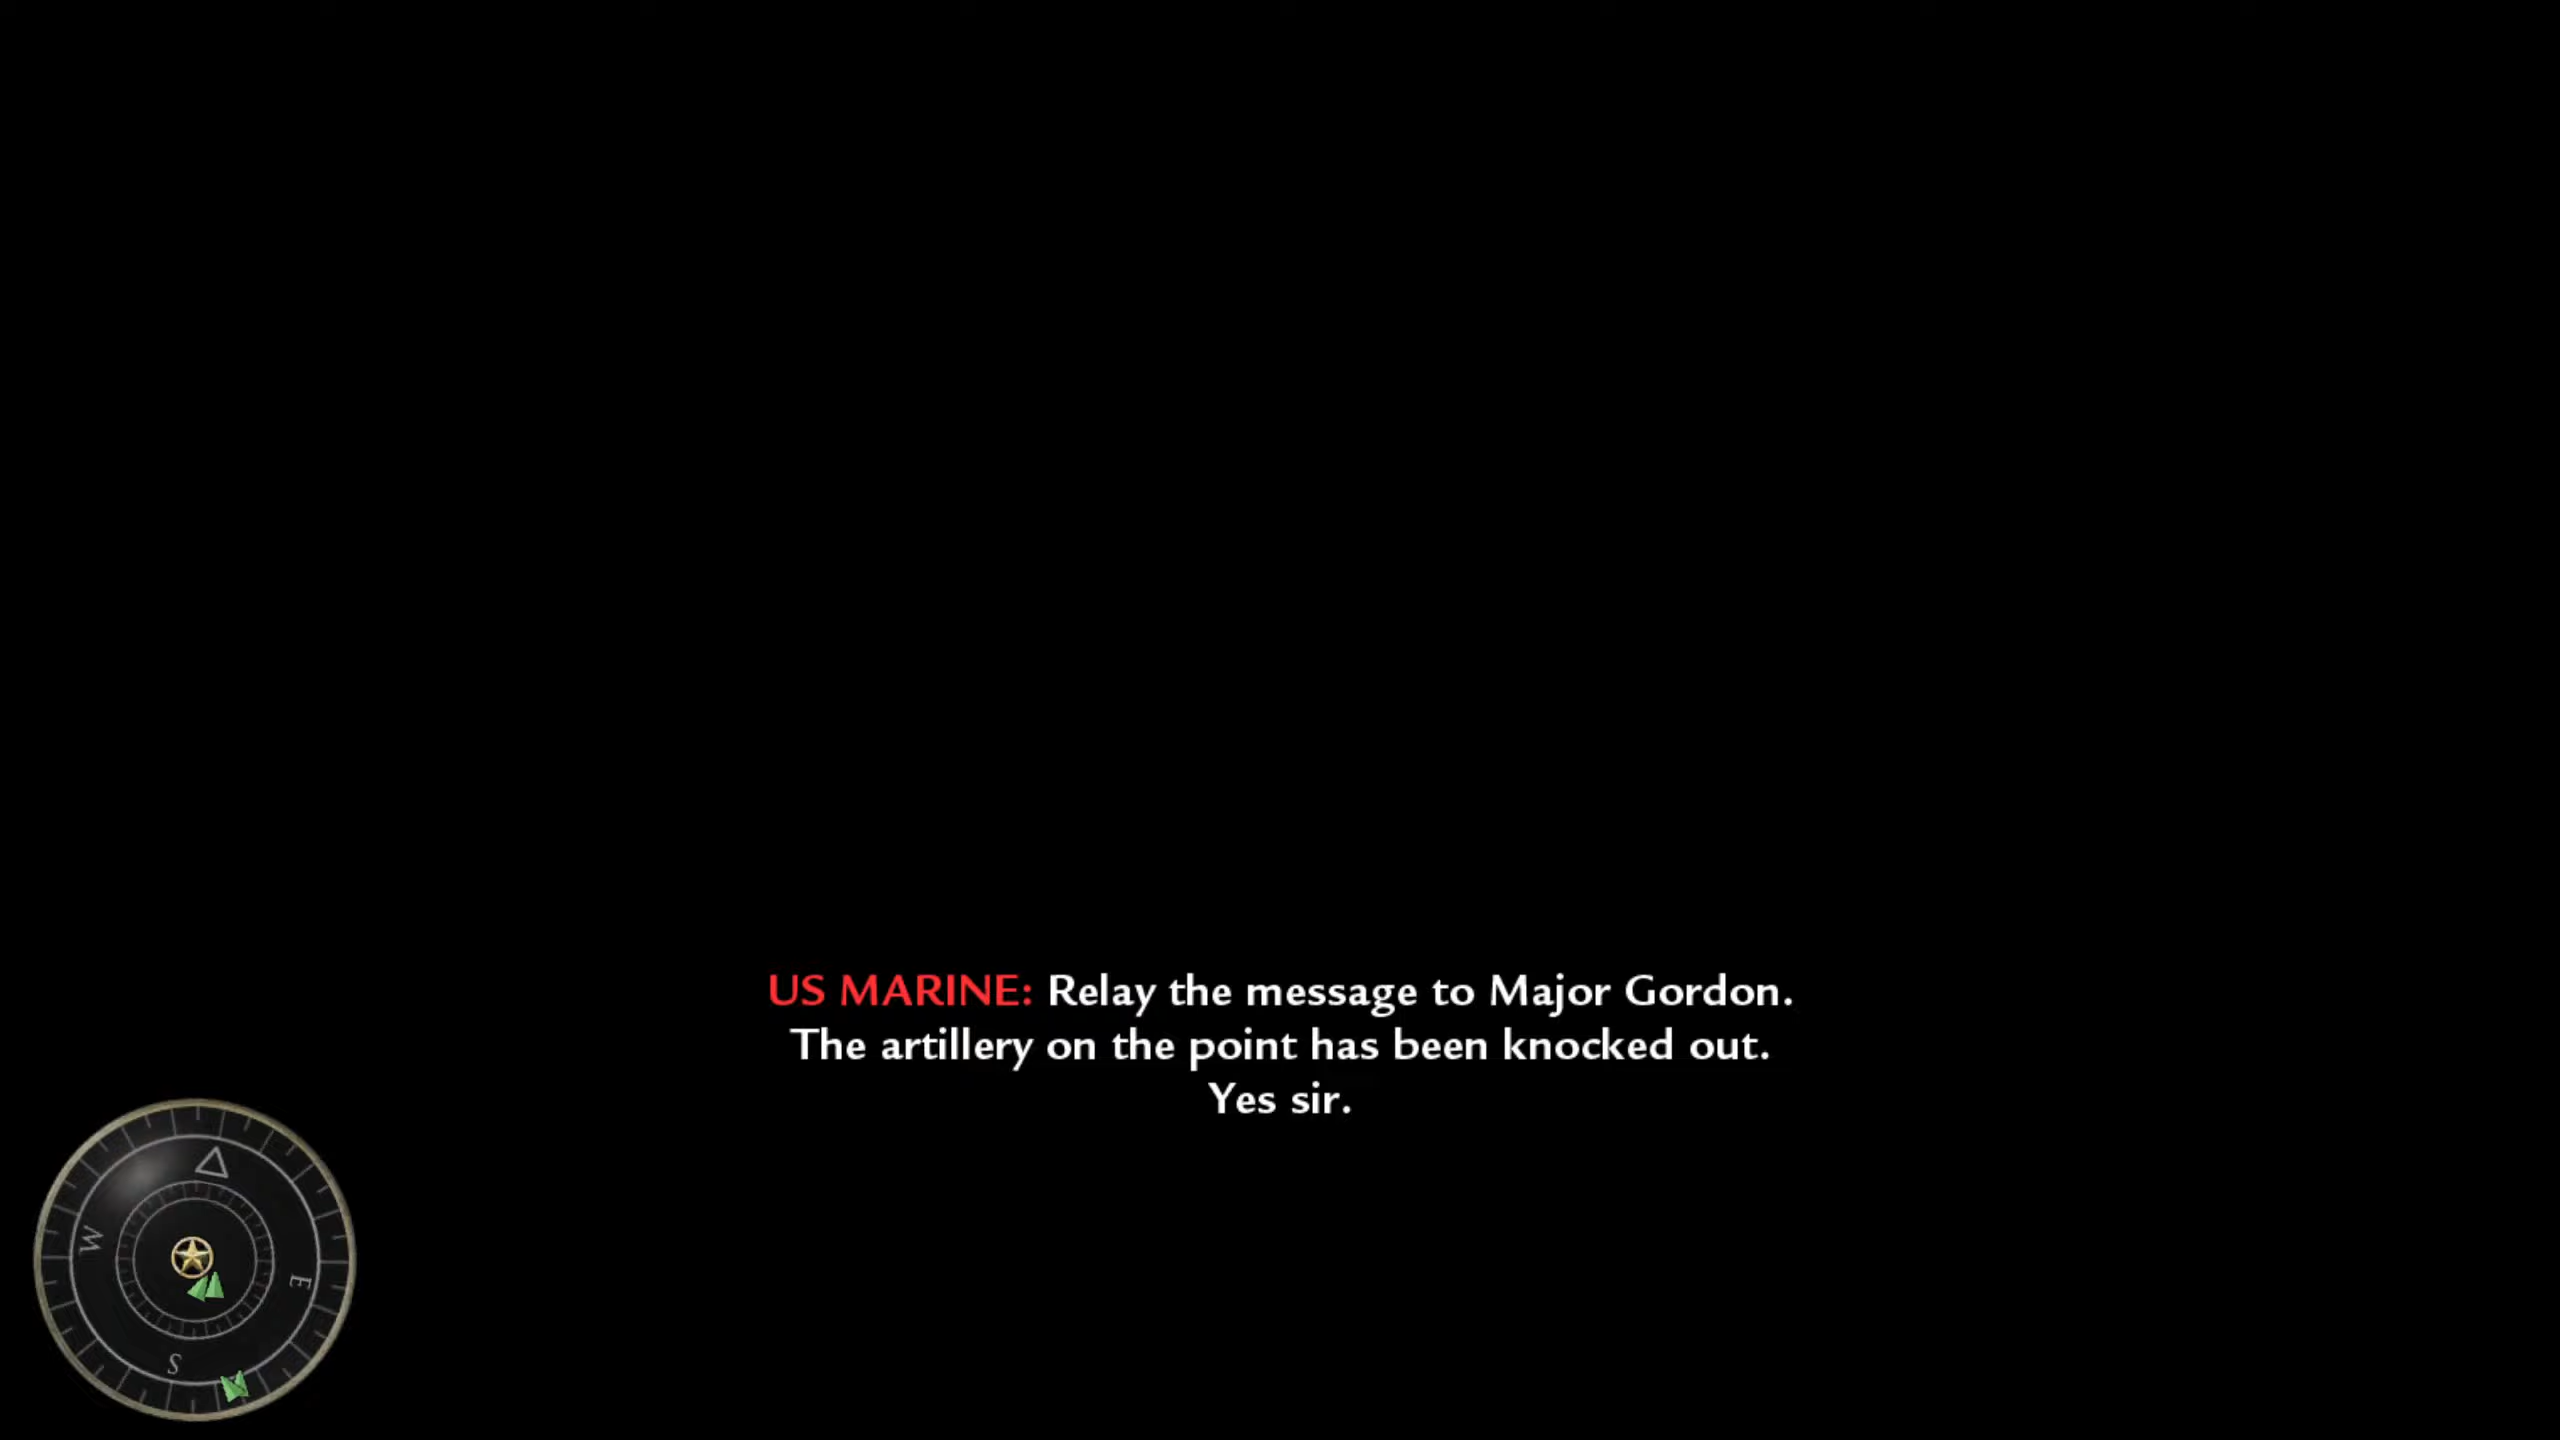 US MARINE: Relay the message to Major Gordon.
The artillery on the point has been knocked out.
Yes sir.
W
E
S